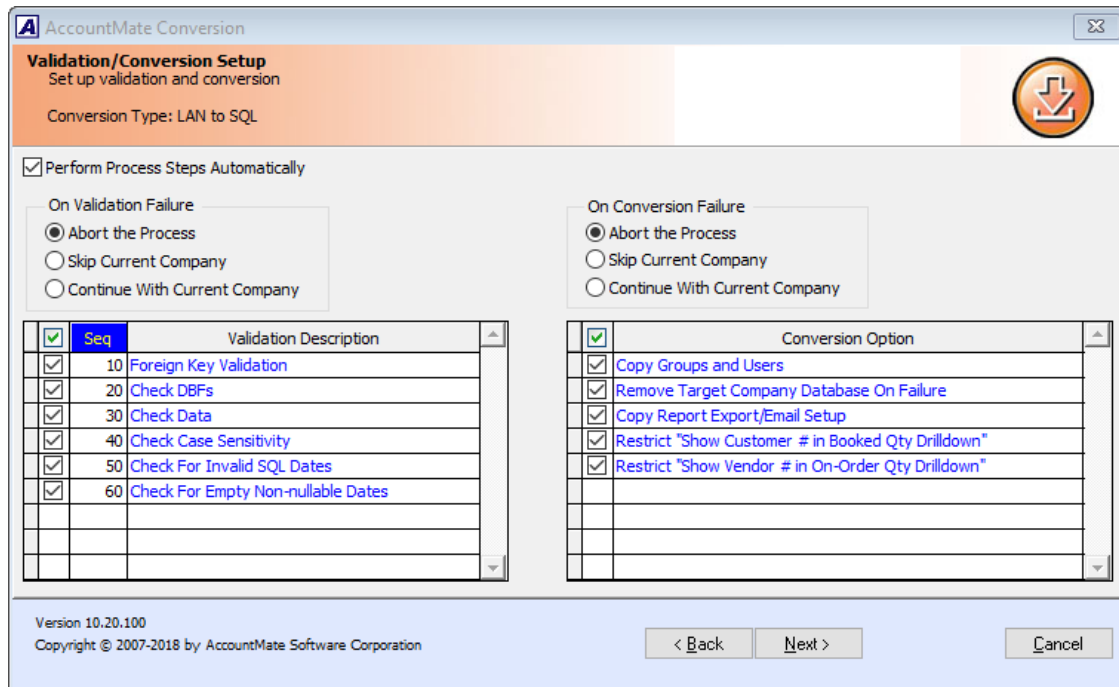 AccountMate Conversion
Validation/Conversion Setup
Set up validation and conversion
Conversion Type: LAN to SQL
Perform Process Steps Automatically
On Validation Failure
Abort the Process
Skip Current Company
Continue With Current Company
On Conversion Failure
Abort the Process
Skip Current Company
Continue With Current Company
Seq Validation Description
10 Foreign Key Validation
20 Check DBFs
30 Check Data
40 Check Case Sensitivity
50 Check For Invalid SQL Dates
60 Check For Empty Non-nullable Dates
Conversion Option
Copy Groups and Users
Remove Target Company Database On Failure
Copy Report Export/Email Setup
Restrict "Show Customer # in Booked Qty Drilldown"
Restrict "Show Vendor # in On-Order Qty Drilldown"
Version 10.20.100
Copyright © 2007-2018 by AccountMate Software Corporation
< Back Next > Cancel